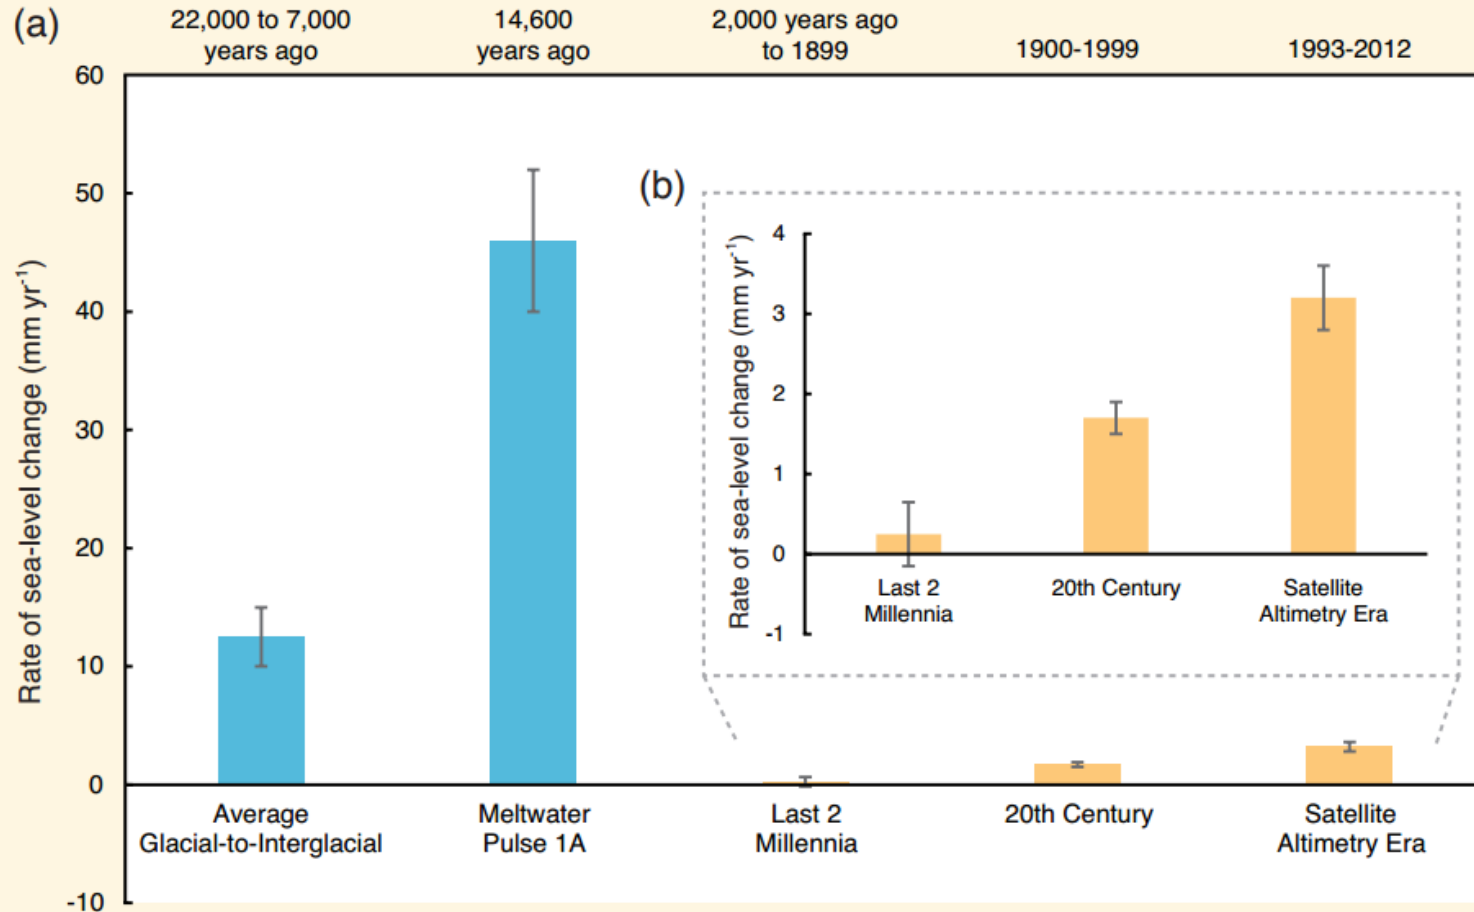 (a)
22,000 to 7,000
years ago
14,600
years ago
2,000 years ago
to 1899
1900-1999
1993-2012
60
50
40
30
20
10
0
-10
Rate of sea-level change (mm yr⁻¹)
(b)
4
3
2
1
0
-1
Rate of sea-level change (mm yr⁻¹)
Last 2
Millennia
20th Century
Satellite
Altimetry Era
Average
Glacial-to-Interglacial
Meltwater
Pulse 1A
Last 2
Millennia
20th Century
Satellite
Altimetry Era